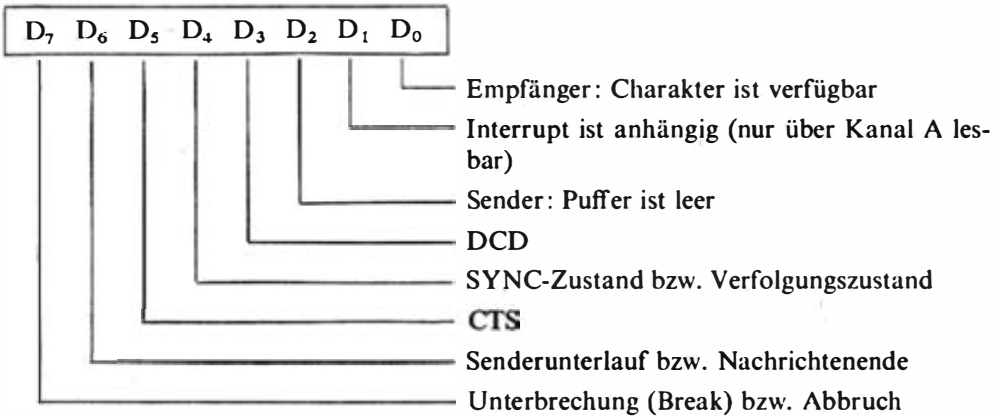 D₇ D₆ D₅ D₄ D₃ D₂ D₁ D₀
Empfänger: Charakter ist verfügbar
Interrupt ist anhängig (nur über Kanal A les-
bar)
Sender: Puffer ist leer
DCD
SYNC-Zustand bzw. Verfolgungszustand
CTS
Senderunterlauf bzw. Nachrichtenende
Unterbrechung (Break) bzw. Abbruch